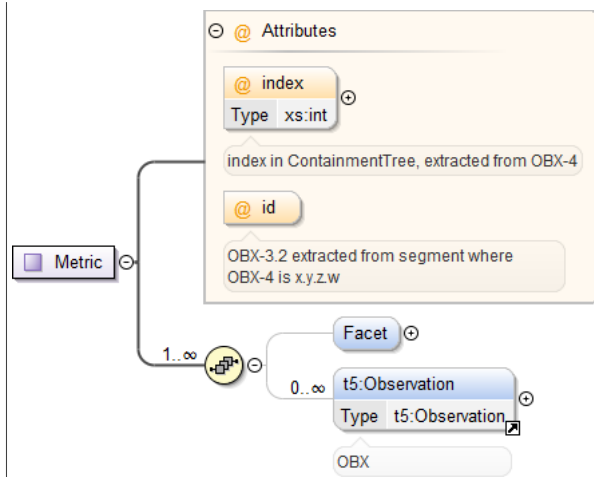 @ Attributes
@ index
Type xs:int
index in ContainmentTree, extracted from OBX-4
@ id
OBX-3.2 extracted from segment where
OBX-4 is x.y.z.w
Metric
1..∞
Facet
0..∞
t5:Observation
Type t5:Observation
OBX